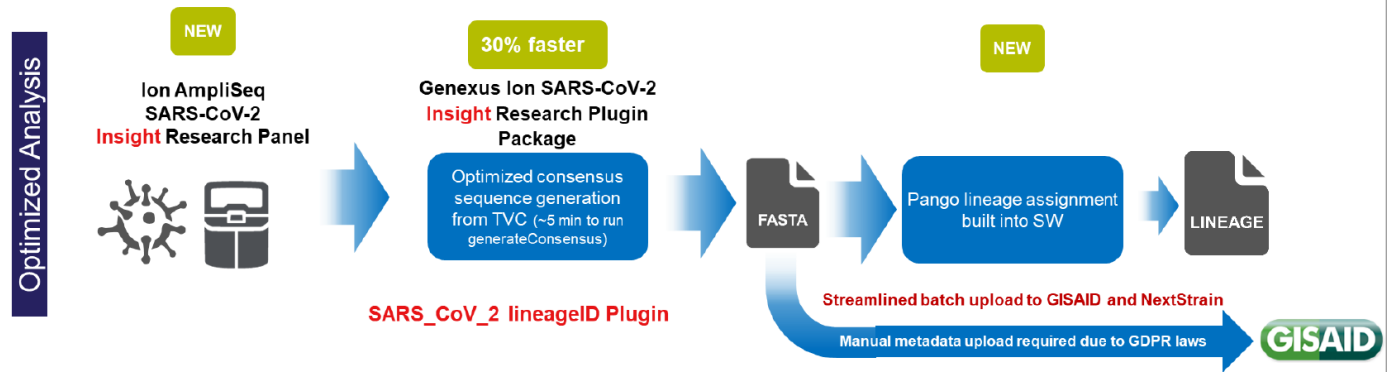 Optimized Analysis
NEW
Ion AmpliSeq
SARS-CoV-2
Insight Research Panel
30% faster
Genexus Ion SARS-CoV-2
Insight Research Plugin
Package
Optimized consensus
sequence generation
from TVC (~5 min to run
generateConsensus)
SARS_CoV_2 lineageID Plugin
FASTA
NEW
Pango lineage assignment
built into SW
LINEAGE
Streamlined batch upload to GISAID and NextStrain
Manual metadata upload required due to GDPR laws
GISAID